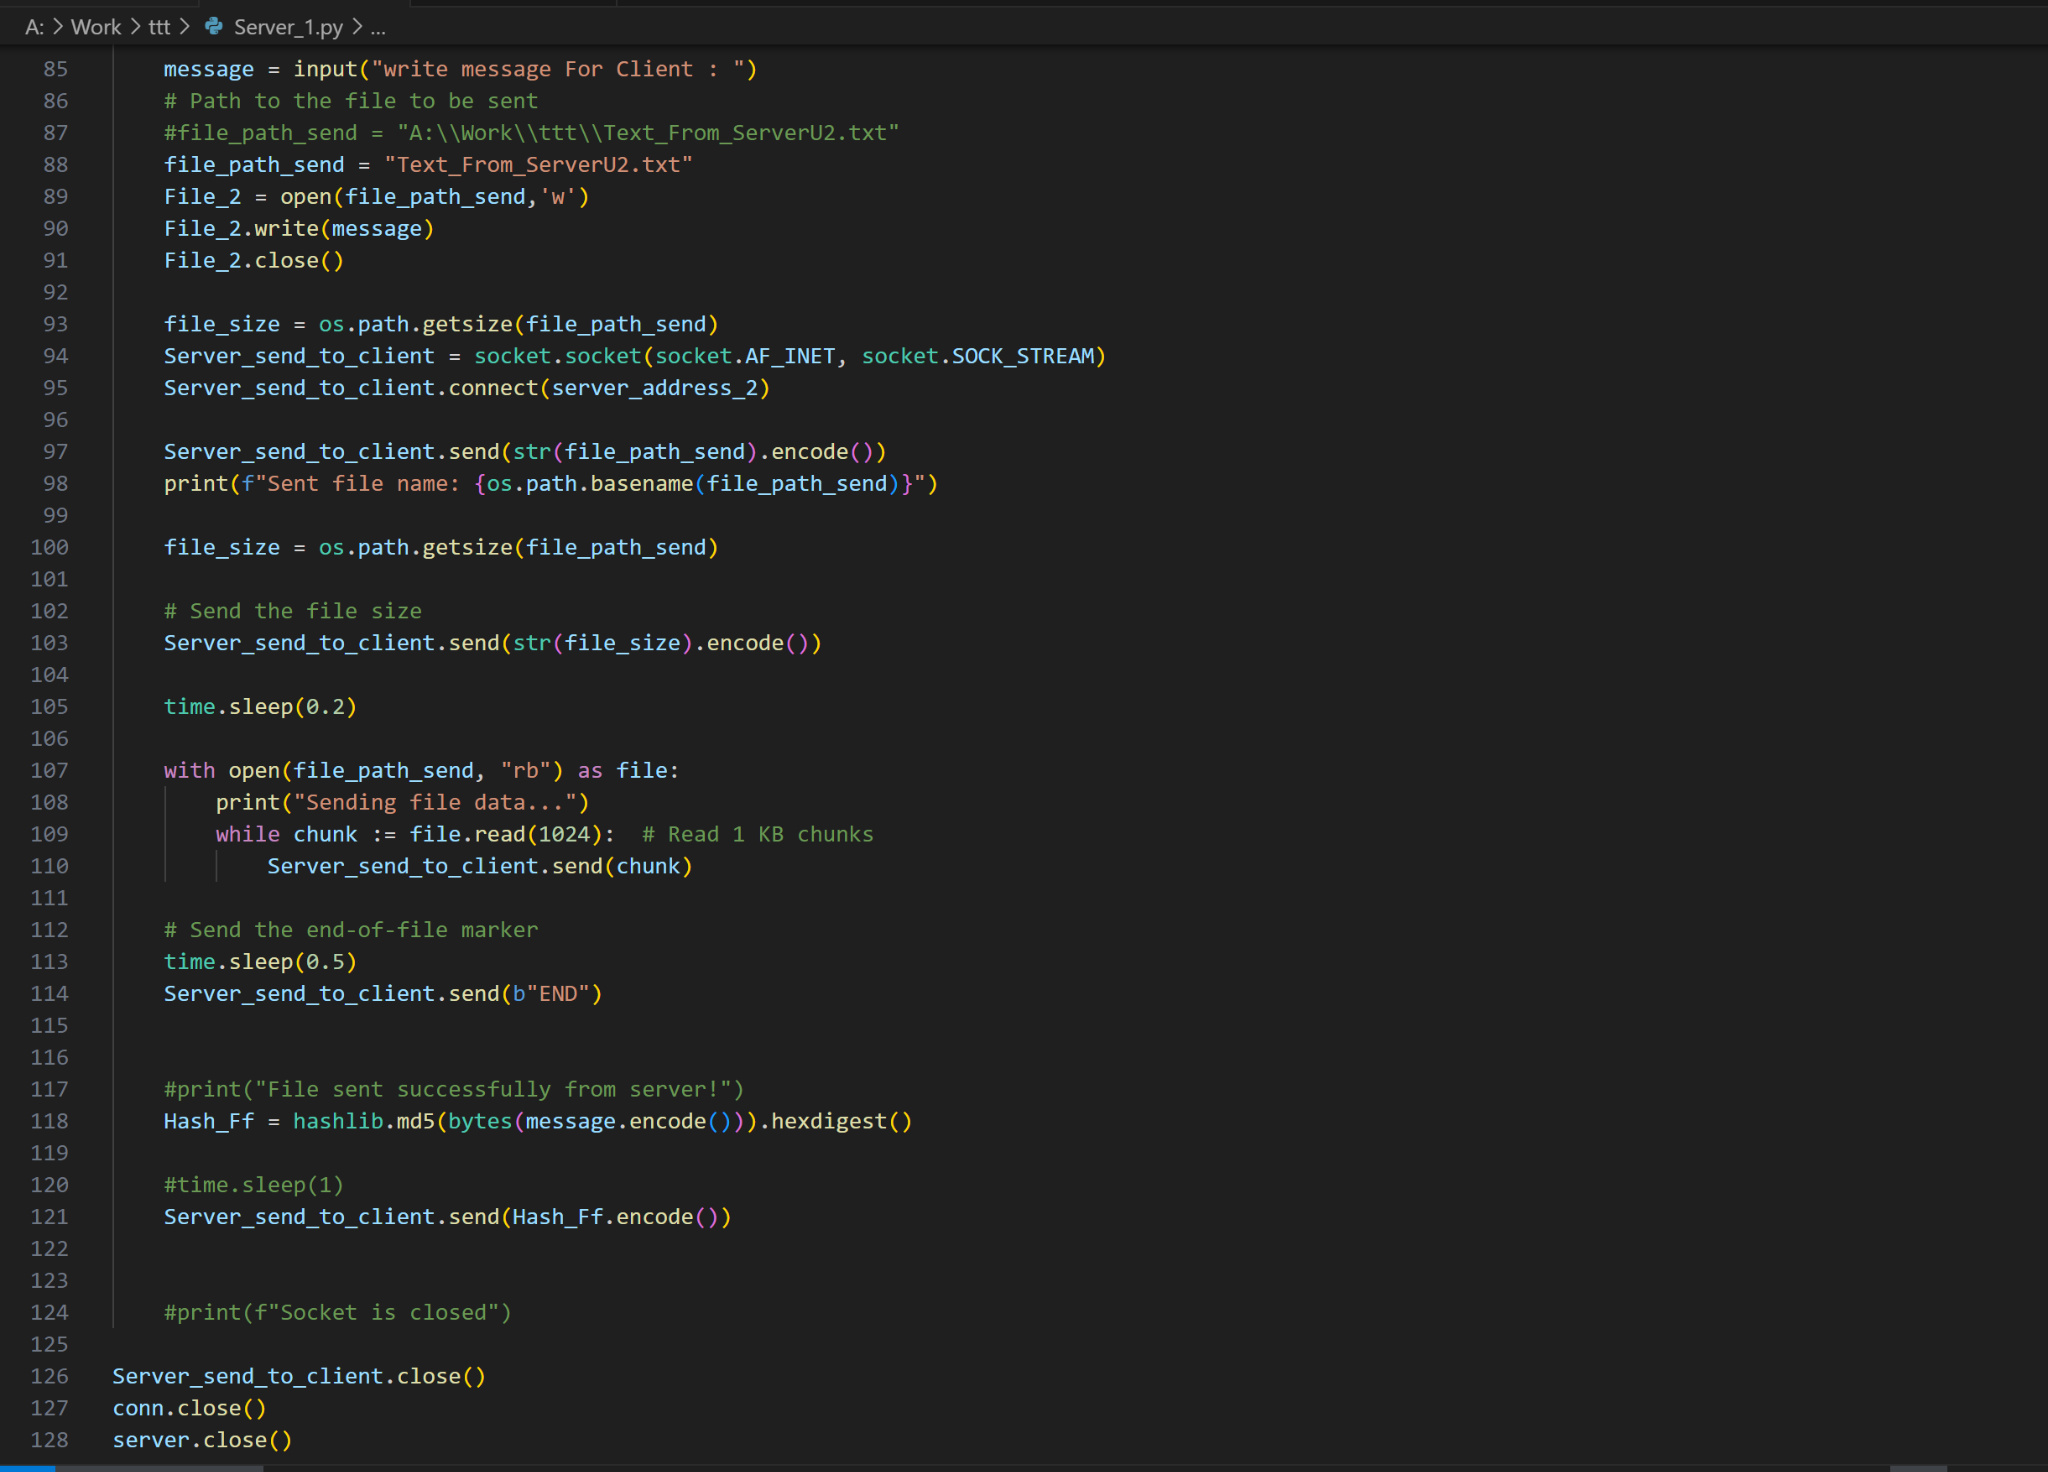 A: > Work > ttt > Server_1.py > ...
85 message = input("write message For Client : ")
86 # Path to the file to be sent
87 #file_path_send = "A:\\Work\\ttt\\Text_From_ServerU2.txt"
88 file_path_send = "Text_From_ServerU2.txt"
89 File_2 = open(file_path_send,'w')
90 File_2.write(message)
91 File_2.close()
92
93 file_size = os.path.getsize(file_path_send)
94 Server_send_to_client = socket.socket(socket.AF_INET, socket.SOCK_STREAM)
95 Server_send_to_client.connect(server_address_2)
96
97 Server_send_to_client.send(str(file_path_send).encode())
98 print(f"Sent file name: {os.path.basename(file_path_send)}")
99
100 file_size = os.path.getsize(file_path_send)
101
102 # Send the file size
103 Server_send_to_client.send(str(file_size).encode())
104
105 time.sleep(0.2)
106
107 with open(file_path_send, "rb") as file:
108 print("Sending file data...")
109 while chunk := file.read(1024):  # Read 1 KB chunks
110 Server_send_to_client.send(chunk)
111
112 # Send the end-of-file marker
113 time.sleep(0.5)
114 Server_send_to_client.send(b"END")
115
116
117 #print("File sent successfully from server!")
118 Hash_Ff = hashlib.md5(bytes(message.encode())).hexdigest()
119
120 #time.sleep(1)
121 Server_send_to_client.send(Hash_Ff.encode())
122
123
124 #print(f"Socket is closed")
125
126 Server_send_to_client.close()
127 conn.close()
128 server.close()